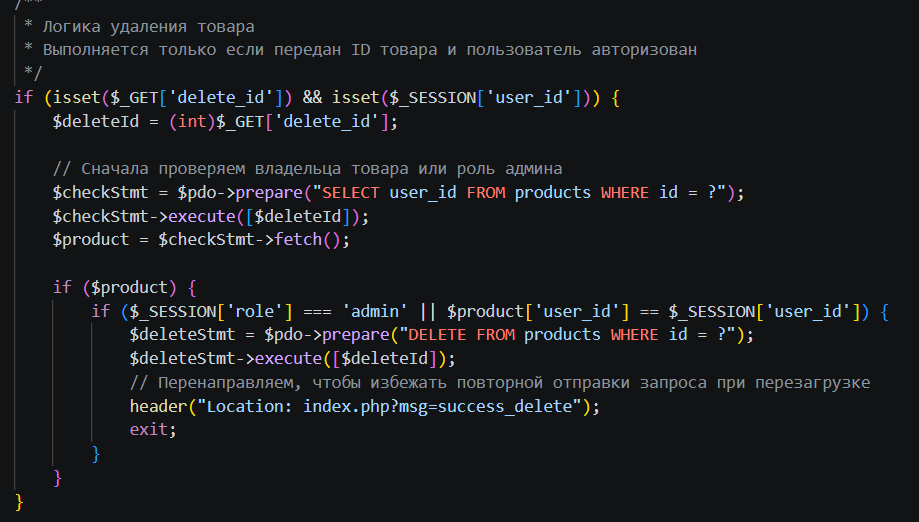 /**
 * Логика удаления товара
 * Выполняется только если передан ID товара и пользователь авторизован
 */
if (isset($_GET['delete_id']) && isset($_SESSION['user_id'])) {
    $deleteId = (int)$_GET['delete_id'];

    // Сначала проверяем владельца товара или роль админа
    $checkStmt = $pdo->prepare("SELECT user_id FROM products WHERE id = ?");
    $checkStmt->execute([$deleteId]);
    $product = $checkStmt->fetch();

    if ($product) {
        if ($_SESSION['role'] === 'admin' || $product['user_id'] == $_SESSION['user_id']) {
            $deleteStmt = $pdo->prepare("DELETE FROM products WHERE id = ?");
            $deleteStmt->execute([$deleteId]);
            // Перенаправляем, чтобы избежать повторной отправки запроса при перезагрузке
            header("Location: index.php?msg=success_delete");
            exit;
        }
    }
}